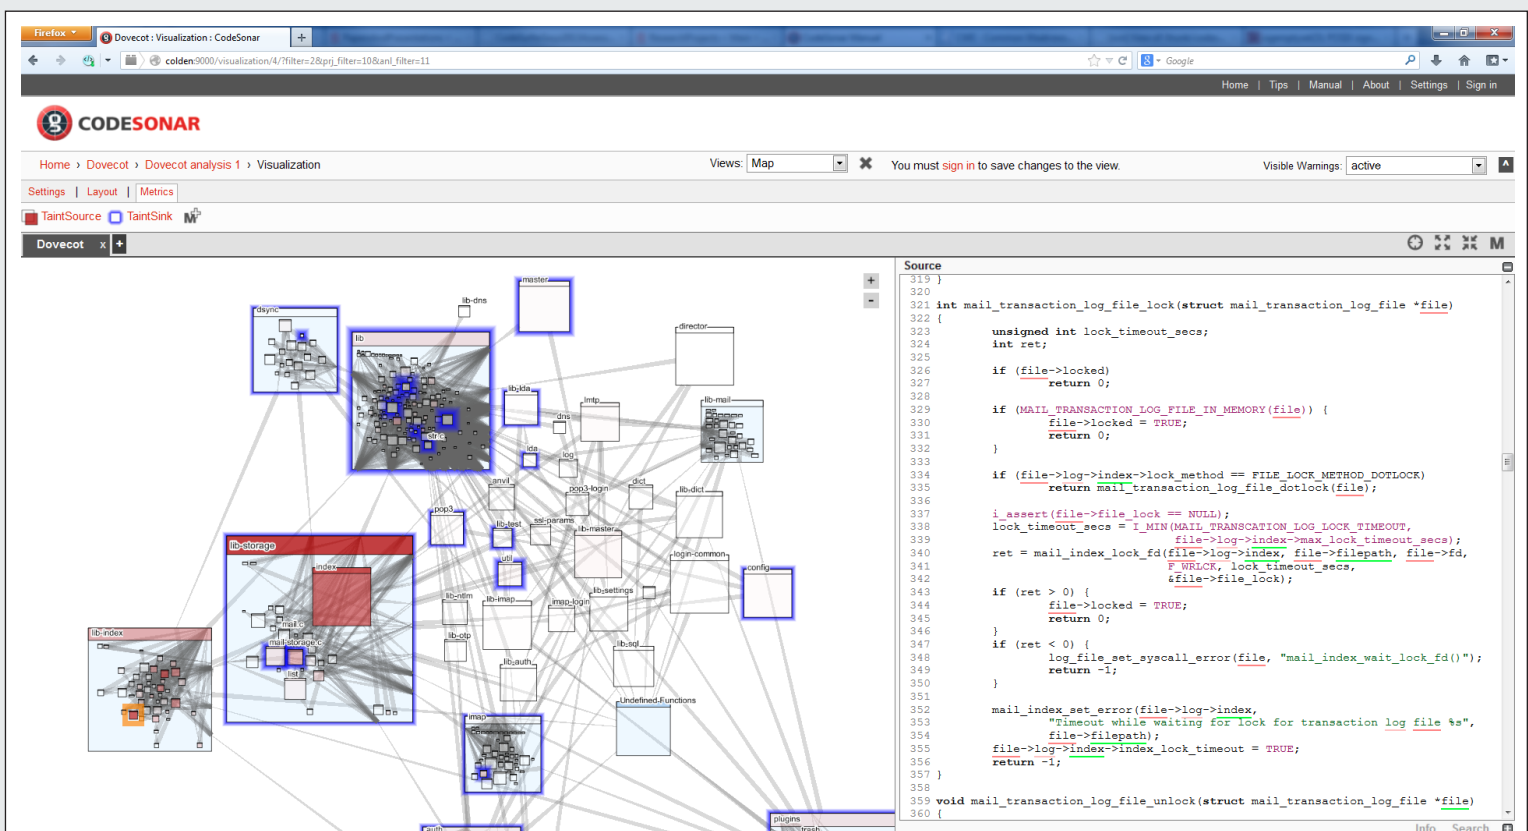 Firefox
Dovecot : Visualization : CodeSonar
colden:9000/visualization/4/?filter=2&prj_filter=10&anl_filter=11
Google
Home | Tips | Manual | About | Settings | Sign in
CODESONAR
Home › Dovecot › Dovecot analysis 1 › Visualization
Views: Map
You must sign in to save changes to the view.
Visible Warnings: active
Settings | Layout | Metrics
TaintSource TaintSink M
Dovecot x +
M
+
-
master
lib-dns
dsync
director
lib
lib-lda
lmtp
lib-mail
dns
str.c
lda
log
anvil
dict
pop3-login
lib-dict
pop3
lib-test
ssl-params
lib-master
lib-storage
util
login-common
index
config
lib-ntlm
lib-imap
imap-login
lib-settings
mail.c
lib-index
mail-storage.c
lib-otp
lib-sql
lib-auth
list
Undefined-Functions
imap
plugins
auth
trash
Source
319 }
320
321 int mail_transaction_log_file_lock(struct mail_transaction_log_file *file)
322 {
323 unsigned int lock_timeout_secs;
324 int ret;
325
326 if (file->locked)
327 return 0;
328
329 if (MAIL_TRANSACTION_LOG_FILE_IN_MEMORY(file)) {
330 file->locked = TRUE;
331 return 0;
332 }
333
334 if (file->log->index->lock_method == FILE_LOCK_METHOD_DOTLOCK)
335 return mail_transaction_log_file_dotlock(file);
336
337 i_assert(file->file_lock == NULL);
338 lock_timeout_secs = I_MIN(MAIL_TRANSCATION_LOG_LOCK_TIMEOUT,
339 file->log->index->max_lock_timeout_secs);
340 ret = mail_index_lock_fd(file->log->index, file->filepath, file->fd,
341 F_WRLCK, lock_timeout_secs,
342 &file->file_lock);
343 if (ret > 0) {
344 file->locked = TRUE;
345 return 0;
346 }
347 if (ret < 0) {
348 log_file_set_syscall_error(file, "mail_index_wait_lock_fd()");
349 return -1;
350 }
351
352 mail_index_set_error(file->log->index,
353 "Timeout while waiting for lock for transaction log file %s",
354 file->filepath);
355 file->log->index->index_lock_timeout = TRUE;
356 return -1;
357 }
358
359 void mail_transaction_log_file_unlock(struct mail_transaction_log_file *file)
360 {
Info Search